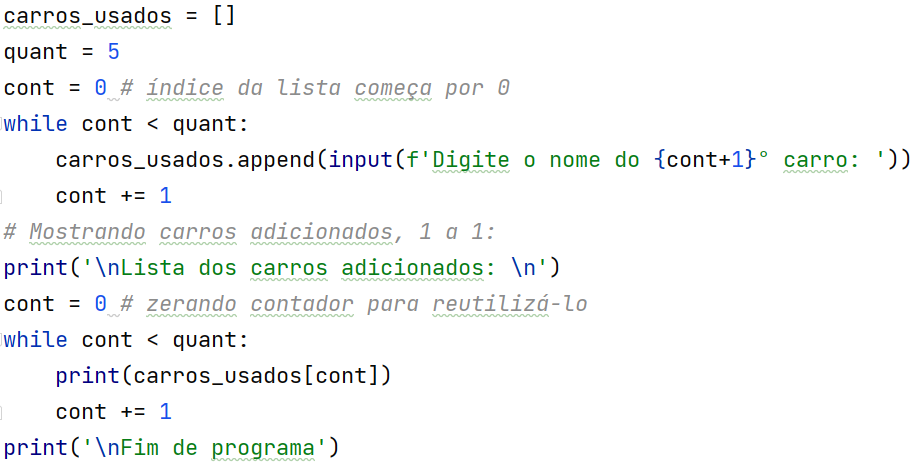 carros_usados = []
quant = 5
cont = 0 # índice da lista começa por 0
while cont < quant:
    carros_usados.append(input(f'Digite o nome do {cont+1}° carro: '))
    cont += 1
# Mostrando carros adicionados, 1 a 1:
print('\nLista dos carros adicionados: \n')
cont = 0 # zerando contador para reutilizá-lo
while cont < quant:
    print(carros_usados[cont])
    cont += 1
print('\nFim de programa')